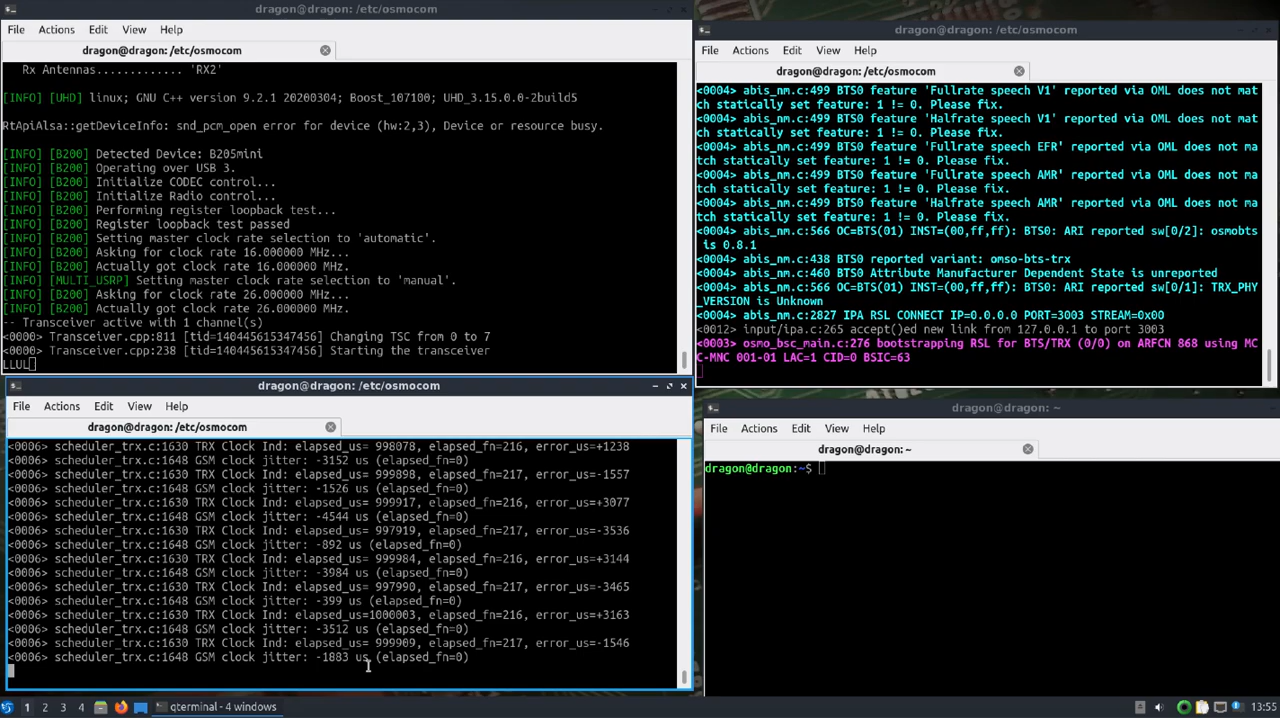 dragon@dragon: /etc/osmocom
File Actions Edit View Help
dragon@dragon: /etc/osmocom
Rx Antennas............. 'RX2'
[INFO] [UHD] linux; GNU C++ version 9.2.1 20200304; Boost_107100; UHD_3.15.0.0-2build5
RtApiAlsa::getDeviceInfo: snd_pcm_open error for device (hw:2,3), Device or resource busy.
[INFO] [B200] Detected Device: B205mini
[INFO] [B200] Operating over USB 3.
[INFO] [B200] Initialize CODEC control...
[INFO] [B200] Initialize Radio control...
[INFO] [B200] Performing register loopback test...
[INFO] [B200] Register loopback test passed
[INFO] [B200] Setting master clock rate selection to 'automatic'.
[INFO] [B200] Asking for clock rate 16.000000 MHz...
[INFO] [B200] Actually got clock rate 16.000000 MHz.
[INFO] [MULTI_USRP] Setting master clock rate selection to 'manual'.
[INFO] [B200] Asking for clock rate 26.000000 MHz...
[INFO] [B200] Actually got clock rate 26.000000 MHz.
-- Transceiver active with 1 channel(s)
<0000> Transceiver.cpp:811 [tid=140445615347456] Changing TSC from 0 to 7
<0000> Transceiver.cpp:238 [tid=140445615347456] Starting the transceiver
LLUL
dragon@dragon: /etc/osmocom
File Actions Edit View Help
dragon@dragon: /etc/osmocom
<0004> abis_nm.c:499 BTS0 feature 'Fullrate speech V1' reported via OML does not mat
ch statically set feature: 1 != 0. Please fix.
<0004> abis_nm.c:499 BTS0 feature 'Halfrate speech V1' reported via OML does not mat
ch statically set feature: 1 != 0. Please fix.
<0004> abis_nm.c:499 BTS0 feature 'Fullrate speech EFR' reported via OML does not ma
tch statically set feature: 1 != 0. Please fix.
<0004> abis_nm.c:499 BTS0 feature 'Fullrate speech AMR' reported via OML does not ma
tch statically set feature: 1 != 0. Please fix.
<0004> abis_nm.c:499 BTS0 feature 'Halfrate speech AMR' reported via OML does not ma
tch statically set feature: 1 != 0. Please fix.
<0004> abis_nm.c:566 OC=BTS(01) INST=(00,ff,ff): BTS0: ARI reported sw[0/2]: osmobts
is 0.8.1
<0004> abis_nm.c:438 BTS0 reported variant: omso-bts-trx
<0004> abis_nm.c:460 BTS0 Attribute Manufacturer Dependent State is unreported
<0004> abis_nm.c:566 OC=BTS(01) INST=(00,ff,ff): BTS0: ARI reported sw[0/1]: TRX_PHY
_VERSION is Unknown
<0004> abis_nm.c:2827 IPA RSL CONNECT IP=0.0.0.0 PORT=3003 STREAM=0x00
<0012> input/ipa.c:265 accept()ed new link from 127.0.0.1 to port 3003
<0003> osmo_bsc_main.c:276 bootstrapping RSL for BTS/TRX (0/0) on ARFCN 868 using MC
C-MNC 001-01 LAC=1 CID=0 BSIC=63
dragon@dragon: /etc/osmocom
File Actions Edit View Help
dragon@dragon: /etc/osmocom
<0006> scheduler_trx.c:1630 TRX Clock Ind: elapsed_us= 998078, elapsed_fn=216, error_us=+1238
<0006> scheduler_trx.c:1648 GSM clock jitter: -3152 us (elapsed_fn=0)
<0006> scheduler_trx.c:1630 TRX Clock Ind: elapsed_us= 999898, elapsed_fn=217, error_us=-1557
<0006> scheduler_trx.c:1648 GSM clock jitter: -1526 us (elapsed_fn=0)
<0006> scheduler_trx.c:1630 TRX Clock Ind: elapsed_us= 999917, elapsed_fn=216, error_us=+3077
<0006> scheduler_trx.c:1648 GSM clock jitter: -4544 us (elapsed_fn=0)
<0006> scheduler_trx.c:1630 TRX Clock Ind: elapsed_us= 997919, elapsed_fn=217, error_us=-3536
<0006> scheduler_trx.c:1648 GSM clock jitter: -892 us (elapsed_fn=0)
<0006> scheduler_trx.c:1630 TRX Clock Ind: elapsed_us= 999984, elapsed_fn=216, error_us=+3144
<0006> scheduler_trx.c:1648 GSM clock jitter: -3984 us (elapsed_fn=0)
<0006> scheduler_trx.c:1630 TRX Clock Ind: elapsed_us= 997990, elapsed_fn=217, error_us=-3465
<0006> scheduler_trx.c:1648 GSM clock jitter: -399 us (elapsed_fn=0)
<0006> scheduler_trx.c:1630 TRX Clock Ind: elapsed_us=1000003, elapsed_fn=216, error_us=+3163
<0006> scheduler_trx.c:1648 GSM clock jitter: -3512 us (elapsed_fn=0)
<0006> scheduler_trx.c:1630 TRX Clock Ind: elapsed_us= 999909, elapsed_fn=217, error_us=-1546
<0006> scheduler_trx.c:1648 GSM clock jitter: -1883 us (elapsed_fn=0)
dragon@dragon: ~
File Actions Edit View Help
dragon@dragon: ~
dragon@dragon:~$
1 2 3 4 qterminal - 4 windows 13:55